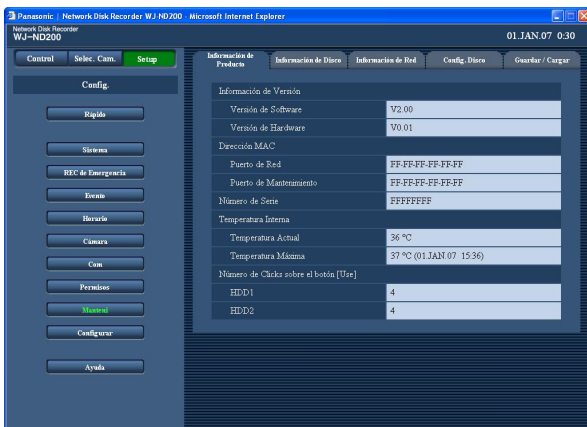 Panasonic | Network Disk Recorder WJ-ND200 - Microsoft Internet Explorer
Network Disk Recorder
WJ-ND200
01.JAN.07 0:30
Control Selec. Cam. Setup
Información de Producto Información de Disco Información de Red Config. Disco Guardar / Cargar
Config.
Rápido
Sistema
REC de Emergencia
Evento
Horario
Cámara
Com
Permisos
Manteni
Configurar
Ayuda
Información de Versión
Versión de Software V2.00
Versión de Hardware V0.01
Dirección MAC
Puerto de Red FF-FF-FF-FF-FF-FF
Puerto de Mantenimiento FF-FF-FF-FF-FF-FF
Número de Serie FFFFFFFF
Temperatura Interna
Temperatura Actual 36 °C
Temperatura Máxima 37 °C (01.JAN.07 15:36)
Número de Clicks sobre el botón [Use]
HDD1 4
HDD2 4